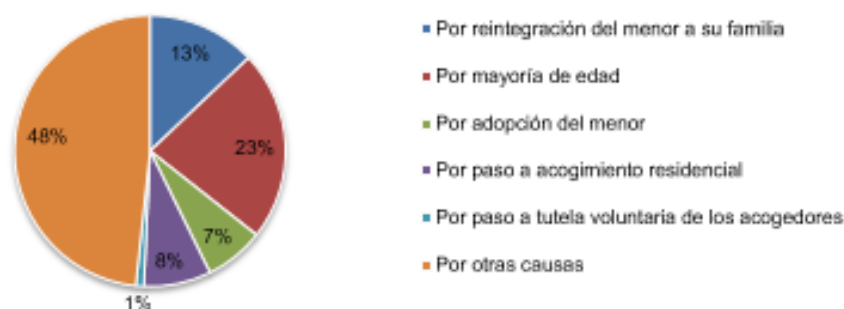 13%
23%
7%
8%
1%
48%
Por reintegración del menor a su familia
Por mayoría de edad
Por adopción del menor
Por paso a acogimiento residencial
Por paso a tutela voluntaria de los acogedores
Por otras causas